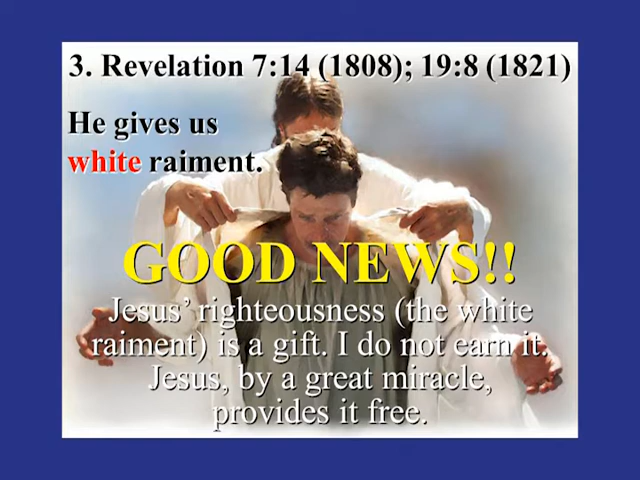 3. Revelation 7:14 (1808); 19:8 (1821)
He gives us
white raiment.
GOOD NEWS!!
Jesus' righteousness (the white
raiment) is a gift. I do not earn it.
Jesus, by a great miracle,
provides it free.